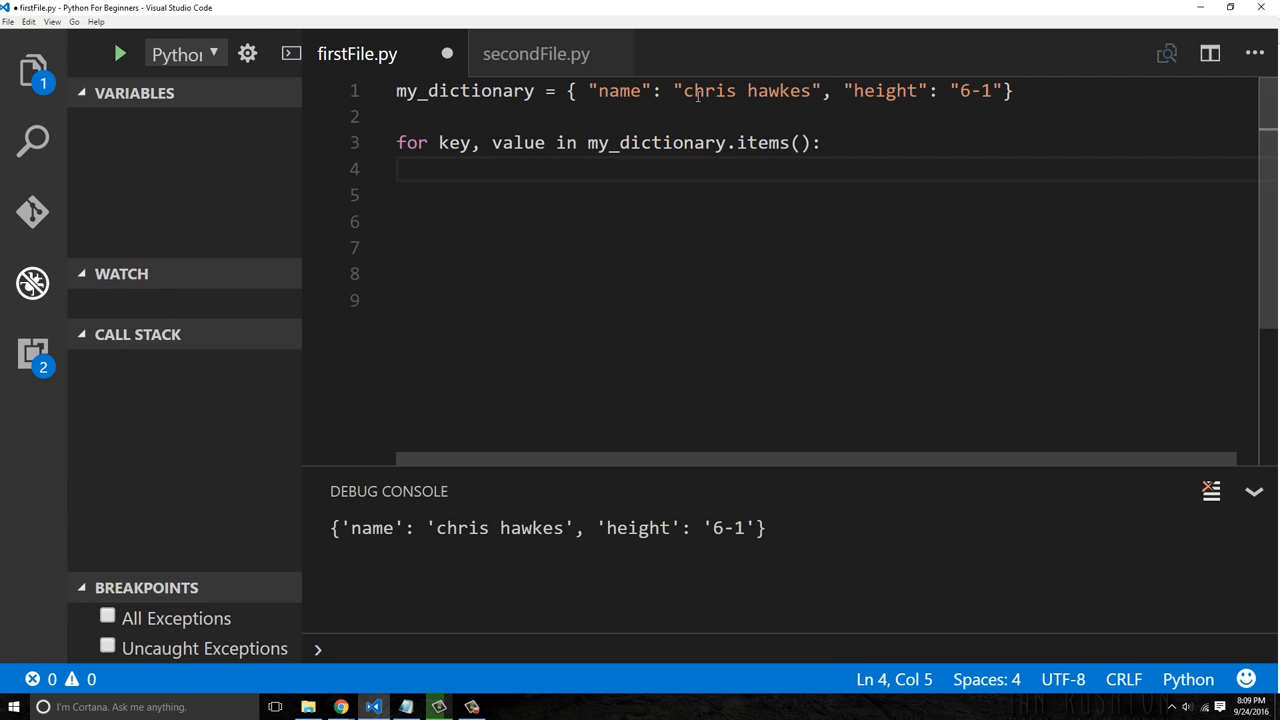 firstFile.py - Python For Beginners - Visual Studio Code
File Edit View Go Help
Python firstFile.py secondFile.py
VARIABLES
1 my_dictionary = { "name": "chris hawkes", "height": "6-1"}
2
3 for key, value in my_dictionary.items():
4
5
6
7
8
9
1
2
WATCH
CALL STACK
DEBUG CONSOLE
{'name': 'chris hawkes', 'height': '6-1'}
BREAKPOINTS
All Exceptions
Uncaught Exceptions
0 0 Ln 4, Col 5 Spaces: 4 UTF-8 CRLF Python
I'm Cortana. Ask me anything.
8:09 PM
9/24/2016